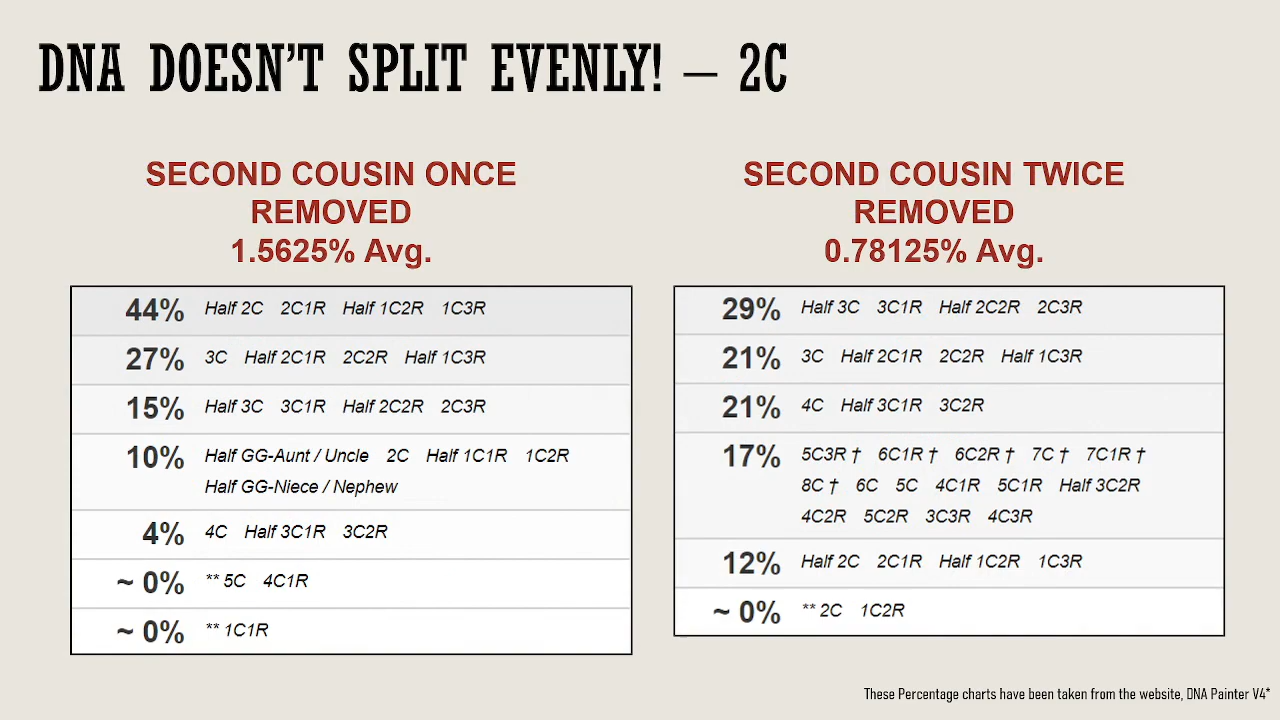 DNA DOESN'T SPLIT EVENLY! – 2C
SECOND COUSIN ONCE
REMOVED
1.5625% Avg.
44% Half 2C 2C1R Half 1C2R 1C3R
27% 3C Half 2C1R 2C2R Half 1C3R
15% Half 3C 3C1R Half 2C2R 2C3R
10% Half GG-Aunt / Uncle 2C Half 1C1R 1C2R
Half GG-Niece / Nephew
4% 4C Half 3C1R 3C2R
~ 0% ** 5C 4C1R
~ 0% ** 1C1R
SECOND COUSIN TWICE
REMOVED
0.78125% Avg.
29% Half 3C 3C1R Half 2C2R 2C3R
21% 3C Half 2C1R 2C2R Half 1C3R
21% 4C Half 3C1R 3C2R
17% 5C3R † 6C1R † 6C2R † 7C † 7C1R †
8C † 6C 5C 4C1R 5C1R Half 3C2R
4C2R 5C2R 3C3R 4C3R
12% Half 2C 2C1R Half 1C2R 1C3R
~ 0% ** 2C 1C2R
These Percentage charts have been taken from the website, DNA Painter V4*